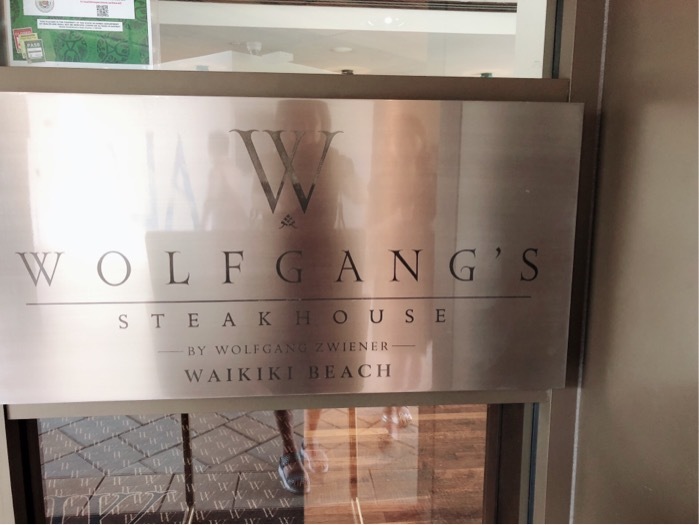 W
WOLFGANG'S
STEAKHOUSE
BY WOLFGANG ZWIENER
WAIKIKI BEACH